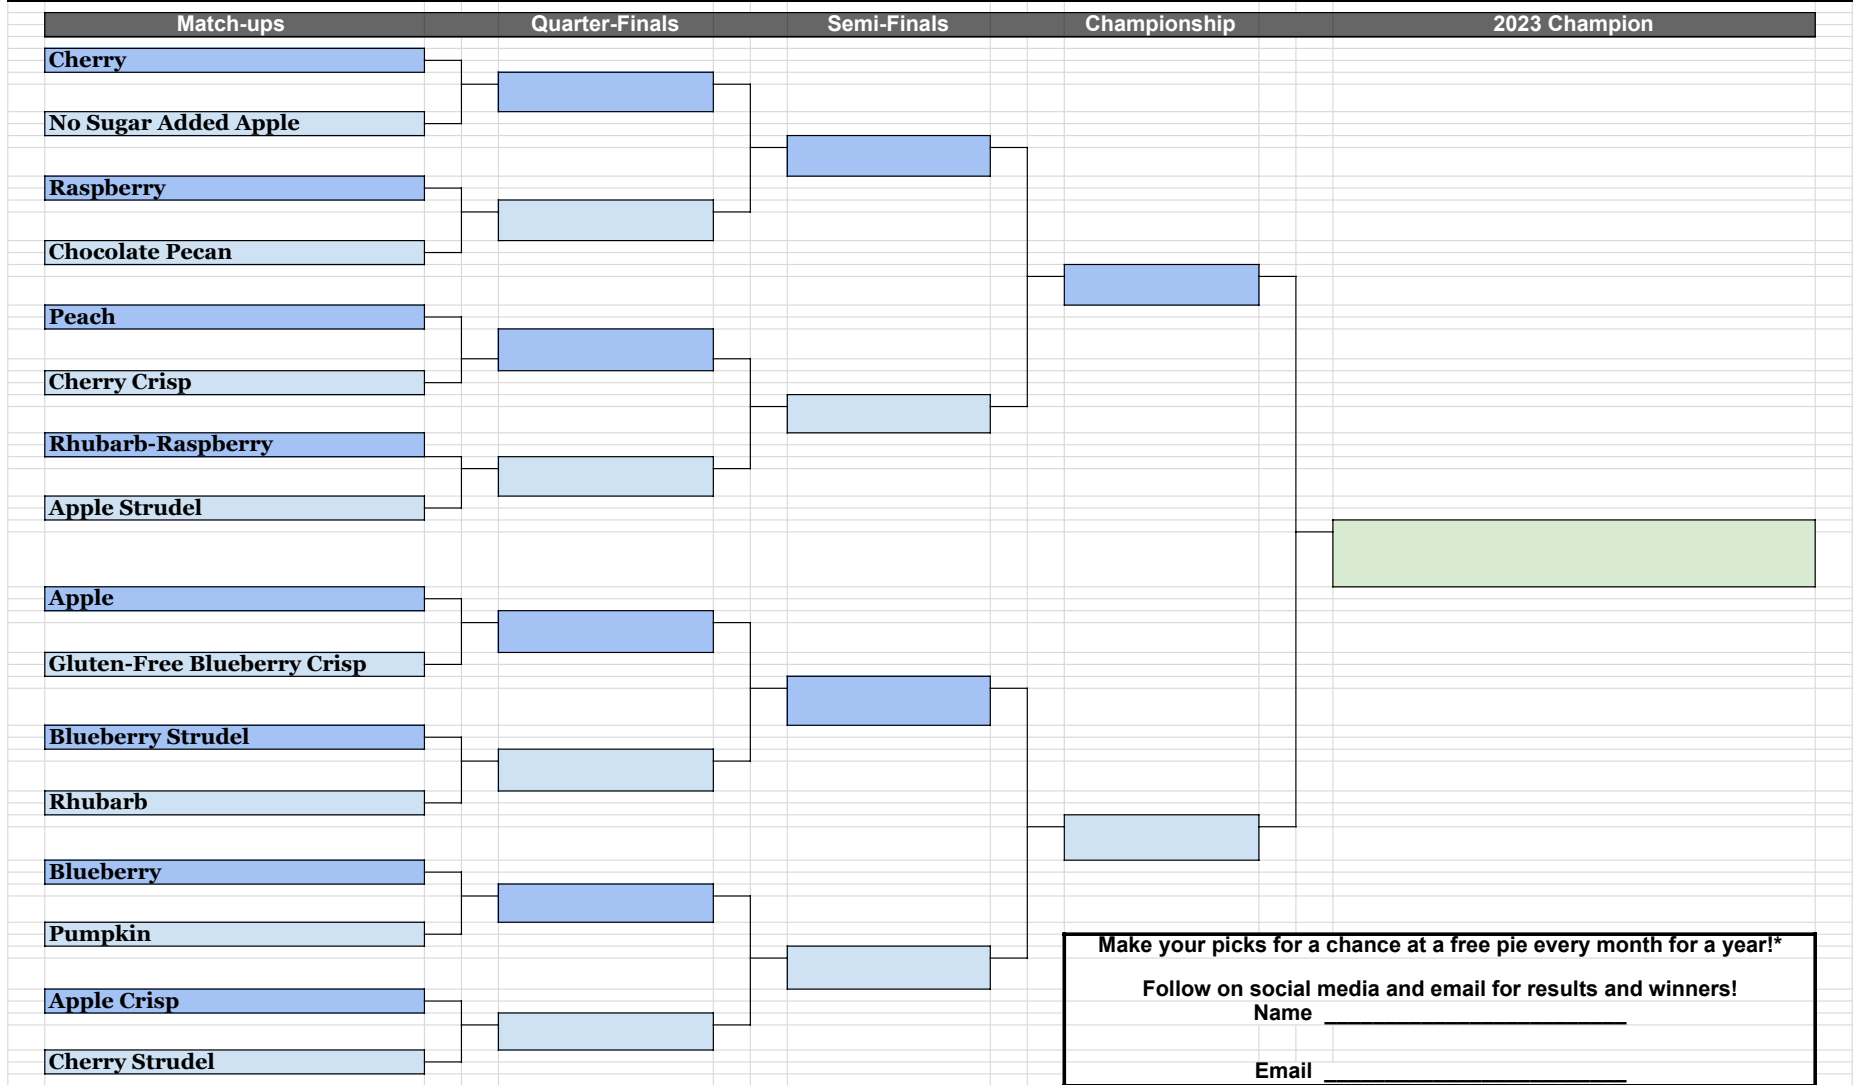 Match-ups Quarter-Finals Semi-Finals Championship 2023 Champion
Cherry
No Sugar Added Apple
Raspberry
Chocolate Pecan
Peach
Cherry Crisp
Rhubarb-Raspberry
Apple Strudel
Apple
Gluten-Free Blueberry Crisp
Blueberry Strudel
Rhubarb
Blueberry
Pumpkin
Apple Crisp
Cherry Strudel
Make your picks for a chance at a free pie every month for a year!*
Follow on social media and email for results and winners!
Name
Email